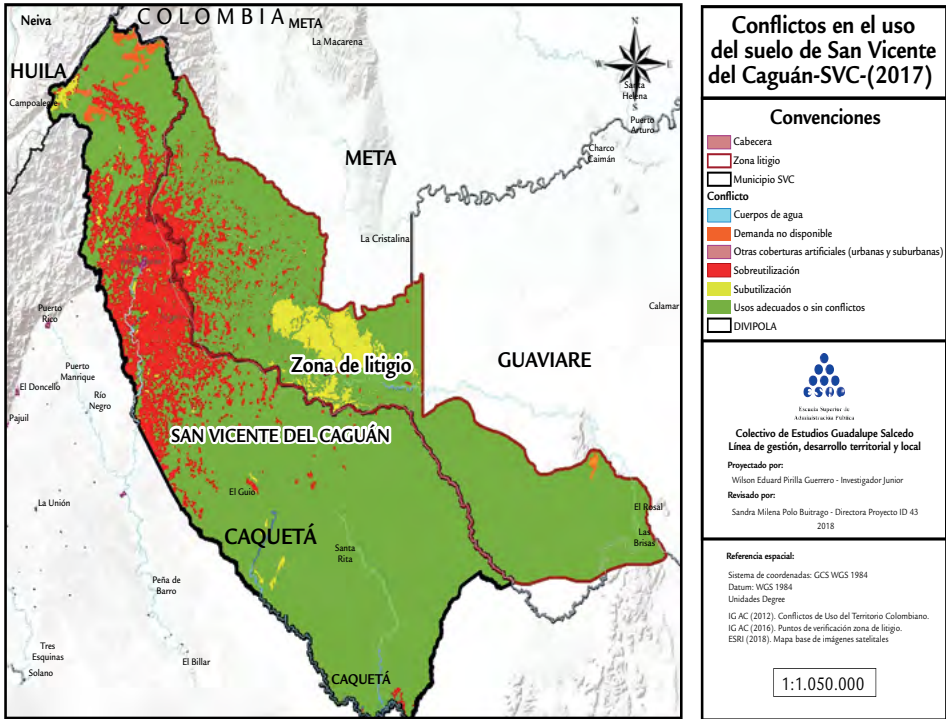 COLOMBIA
META
Neiva
La Macarena
HUILA
Campoalegre
N
W
E
S
Santa
Helena
Puerto
Arturo
Charco
Caimán
META
La Cristalina
Calamar
Puerto
Rico
Zona de litigio
GUAVIARE
Puerto
Manrique
El Doncello
Río
Negro
Pajuil
SAN VICENTE DEL CAGUÁN
El Guio
La Unión
El Rosal
CAQUETÁ
Las
Brisas
Santa
Rita
Peña de
Barro
Tres
Esquinas
El Billar
Solano
CAQUETÁ
Conflictos en el uso
del suelo de San Vicente
del Caguán-SVC-(2017)
Convenciones
Cabecera
Zona litigio
Municipio SVC
Conflicto
Cuerpos de agua
Demanda no disponible
Otras coberturas artificiales (urbanas y suburbanas)
Sobreutilización
Subutilización
Usos adecuados o sin conflictos
DIVIPOLA
ESAP
Escuela Superior de
Administración Pública
Colectivo de Estudios Guadalupe Salcedo
Línea de gestión, desarrollo territorial y local
Proyectado por:
Wilson Eduard Pirilla Guerrero - Investigador Junior
Revisado por:
Sandra Milena Polo Buitrago - Directora Proyecto ID 43
2018
Referencia espacial:
Sistema de coordenadas: GCS WGS 1984
Datum: WGS 1984
Unidades Degree
IG AC (2012). Conflictos de Uso del Territorio Colombiano.
IG AC (2016). Puntos de verificación zona de litigio.
ESRI (2018). Mapa base de imágenes satelitales
1:1.050.000